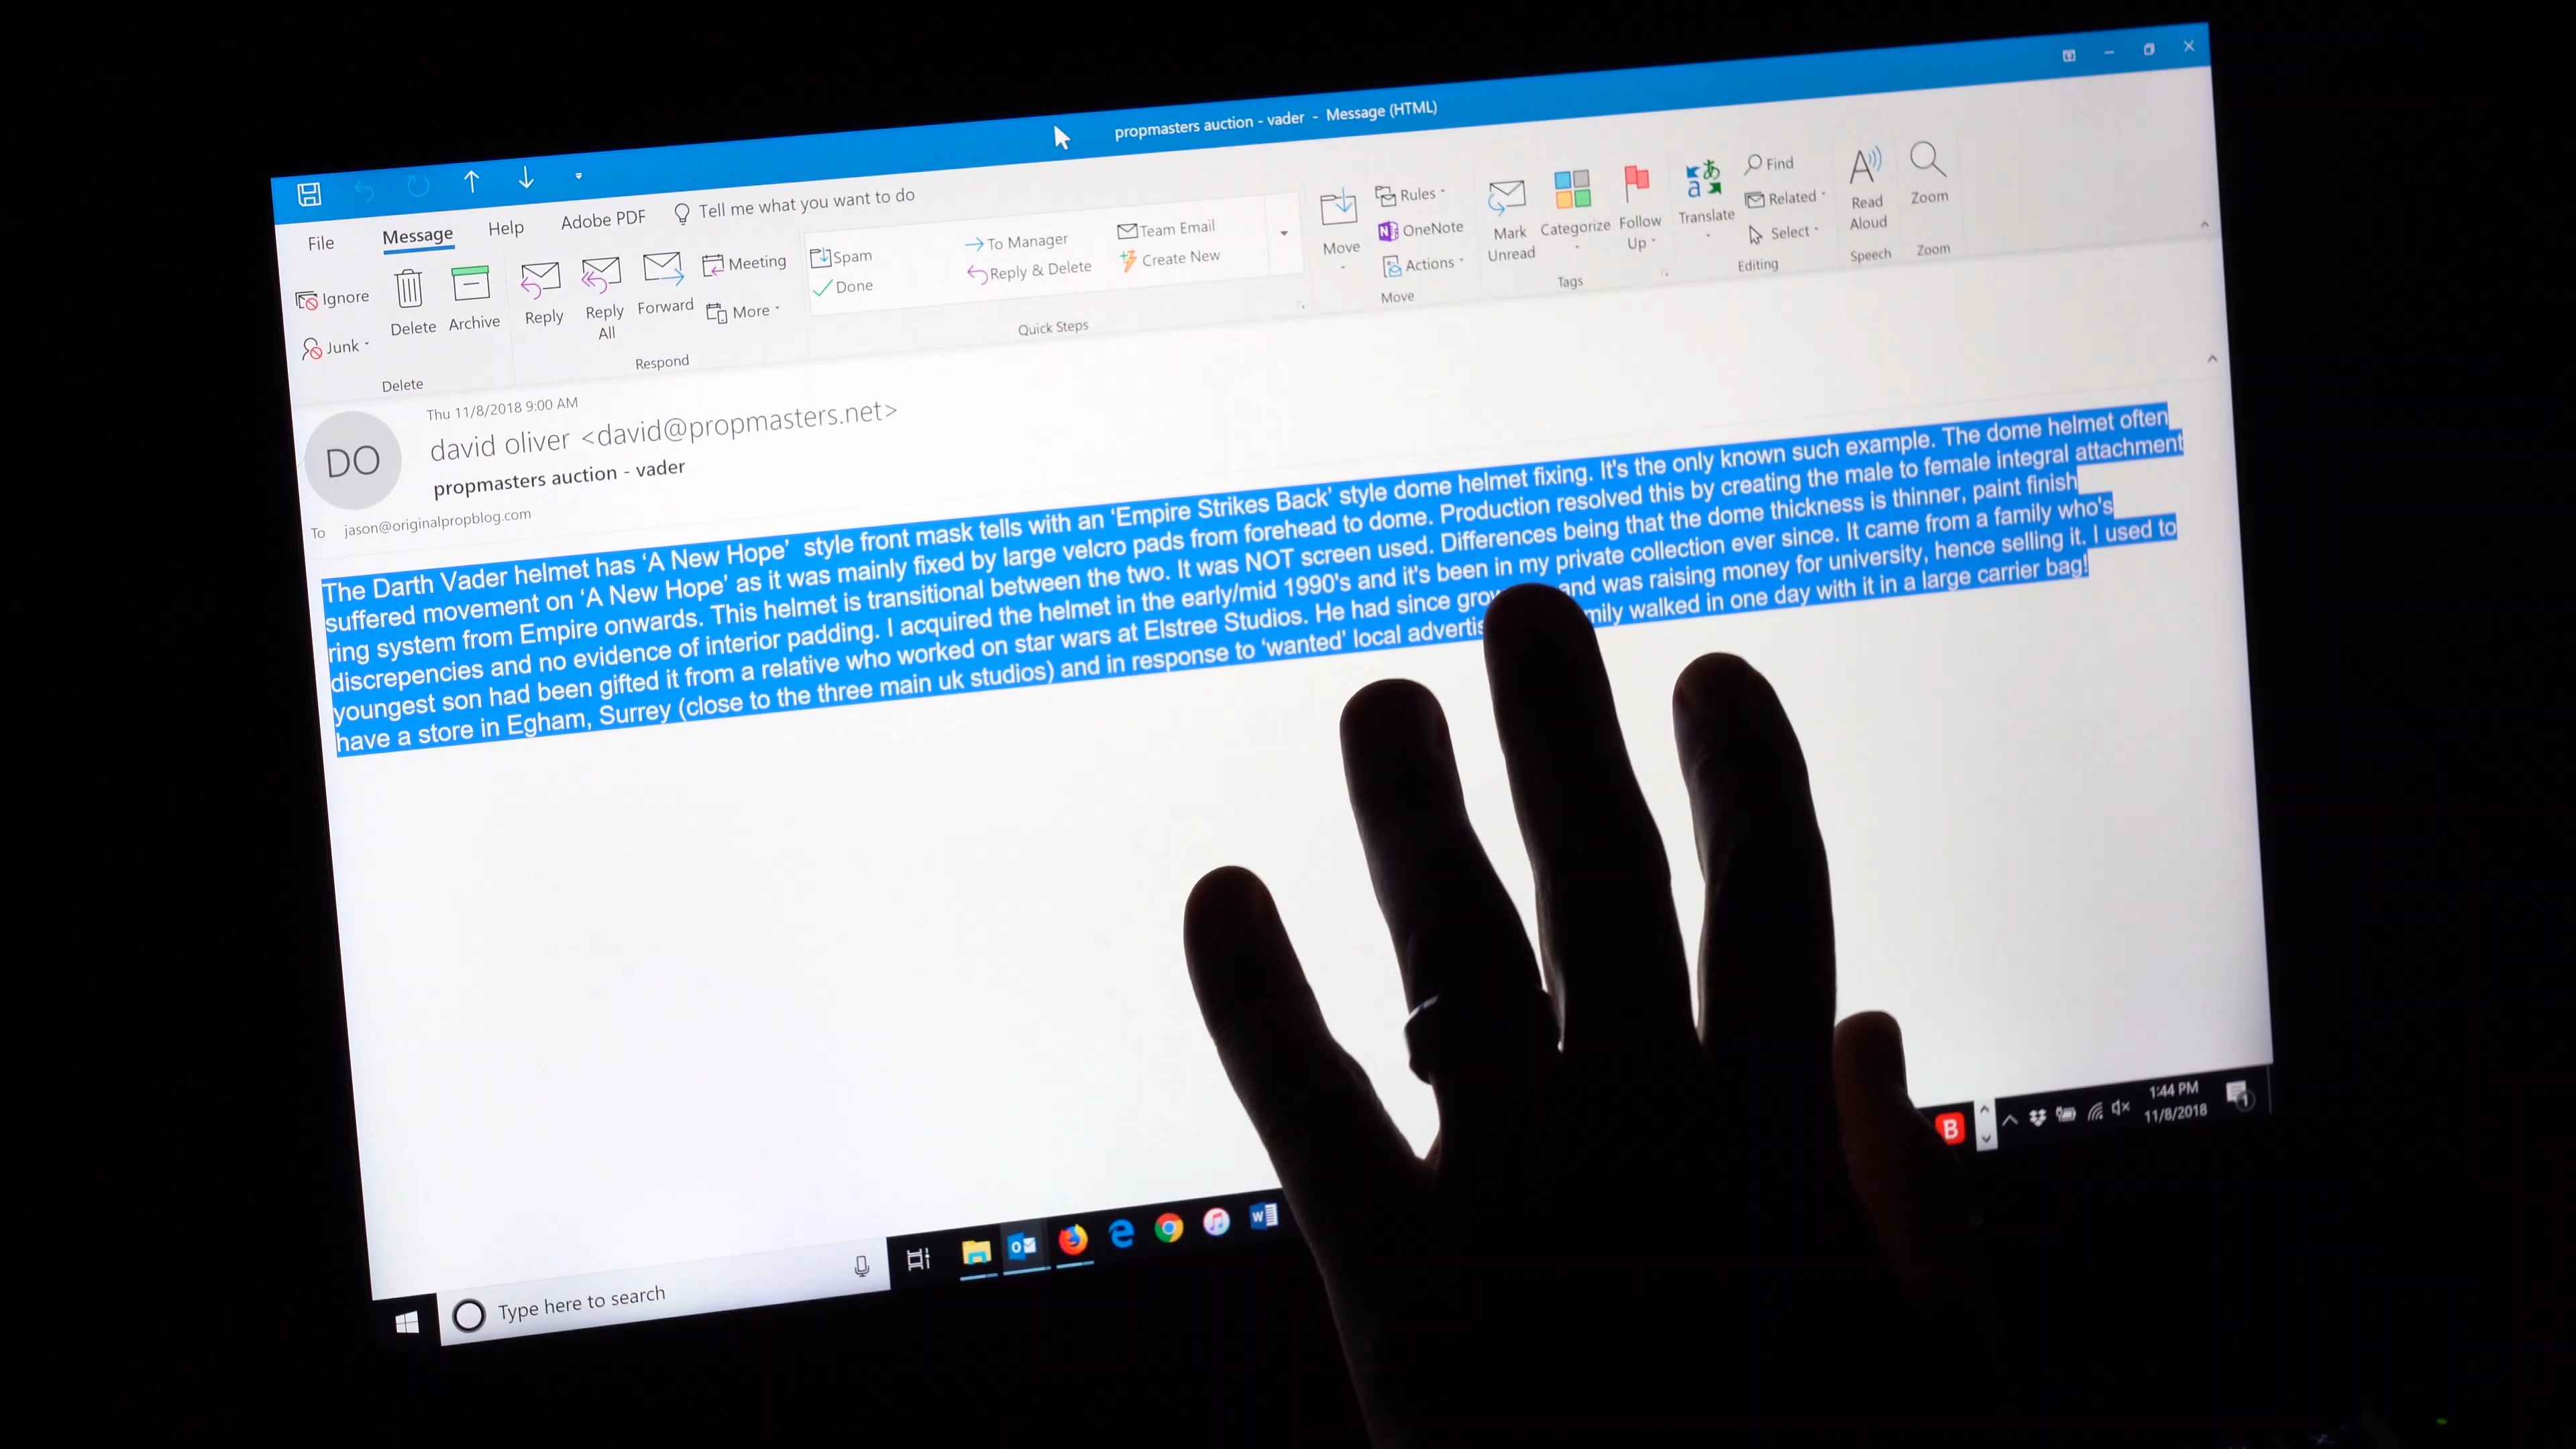 propmasters auction - vader - Message (HTML)
File Message Help Adobe PDF Tell me what you want to do
Ignore
Junk
Delete
Archive
Delete
Reply
Reply All
Forward
Meeting
More
Respond
Spam
To Manager
Team Email
Done
Reply & Delete
Create New
Quick Steps
Move
Rules
OneNote
Actions
Move
Mark Unread
Categorize
Follow Up
Tags
Translate
Find
Related
Select
Editing
Read Aloud
Speech
Zoom
Zoom
DO
Thu 11/8/2018 9:00 AM
david oliver <david@propmasters.net>
propmasters auction - vader
To jason@originalpropblog.com
The Darth Vader helmet has ‘A New Hope’ style front mask tells with an ‘Empire Strikes Back’ style dome helmet fixing. It's the only known such example. The dome helmet often
suffered movement on ‘A New Hope’ as it was mainly fixed by large velcro pads from forehead to dome. Production resolved this by creating the male to female integral attachment
ring system from Empire onwards. This helmet is transitional between the two. It was NOT screen used. Differences being that the dome thickness is thinner, paint finish
discrepencies and no evidence of interior padding. I acquired the helmet in the early/mid 1990's and it's been in my private collection ever since. It came from a family who's
youngest son had been gifted it from a relative who worked on star wars at Elstree Studios. He had since and was raising money for university, hence selling it. I used to
have a store in Egham, Surrey (close to the three main uk studios) and in response to ‘wanted’ local walked in one day with it in a large carrier bag!
B
1:44 PM
11/8/2018
1
Type here to search